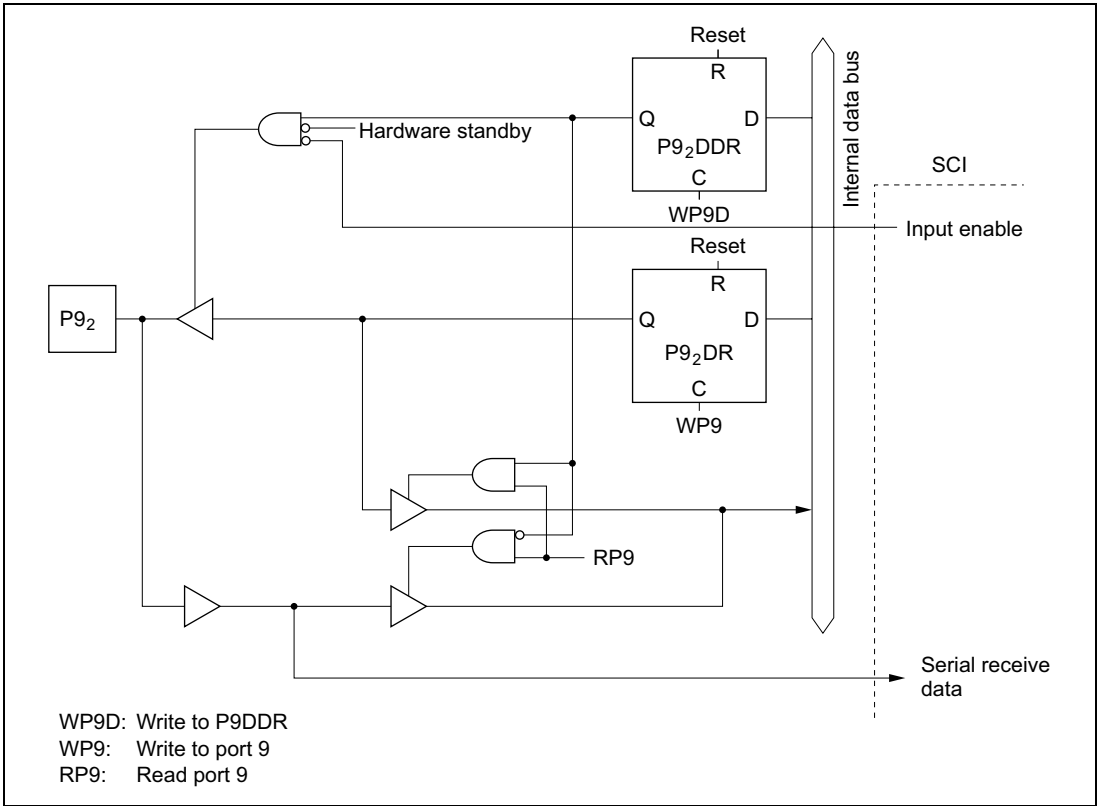 Reset
R
Q
D
P9₂DDR
C
WP9D
Hardware standby
Internal data bus
SCI
Input enable
Reset
R
Q
D
P9₂DR
C
WP9
P9₂
RP9
Serial receive
data
WP9D: Write to P9DDR
WP9: Write to port 9
RP9: Read port 9